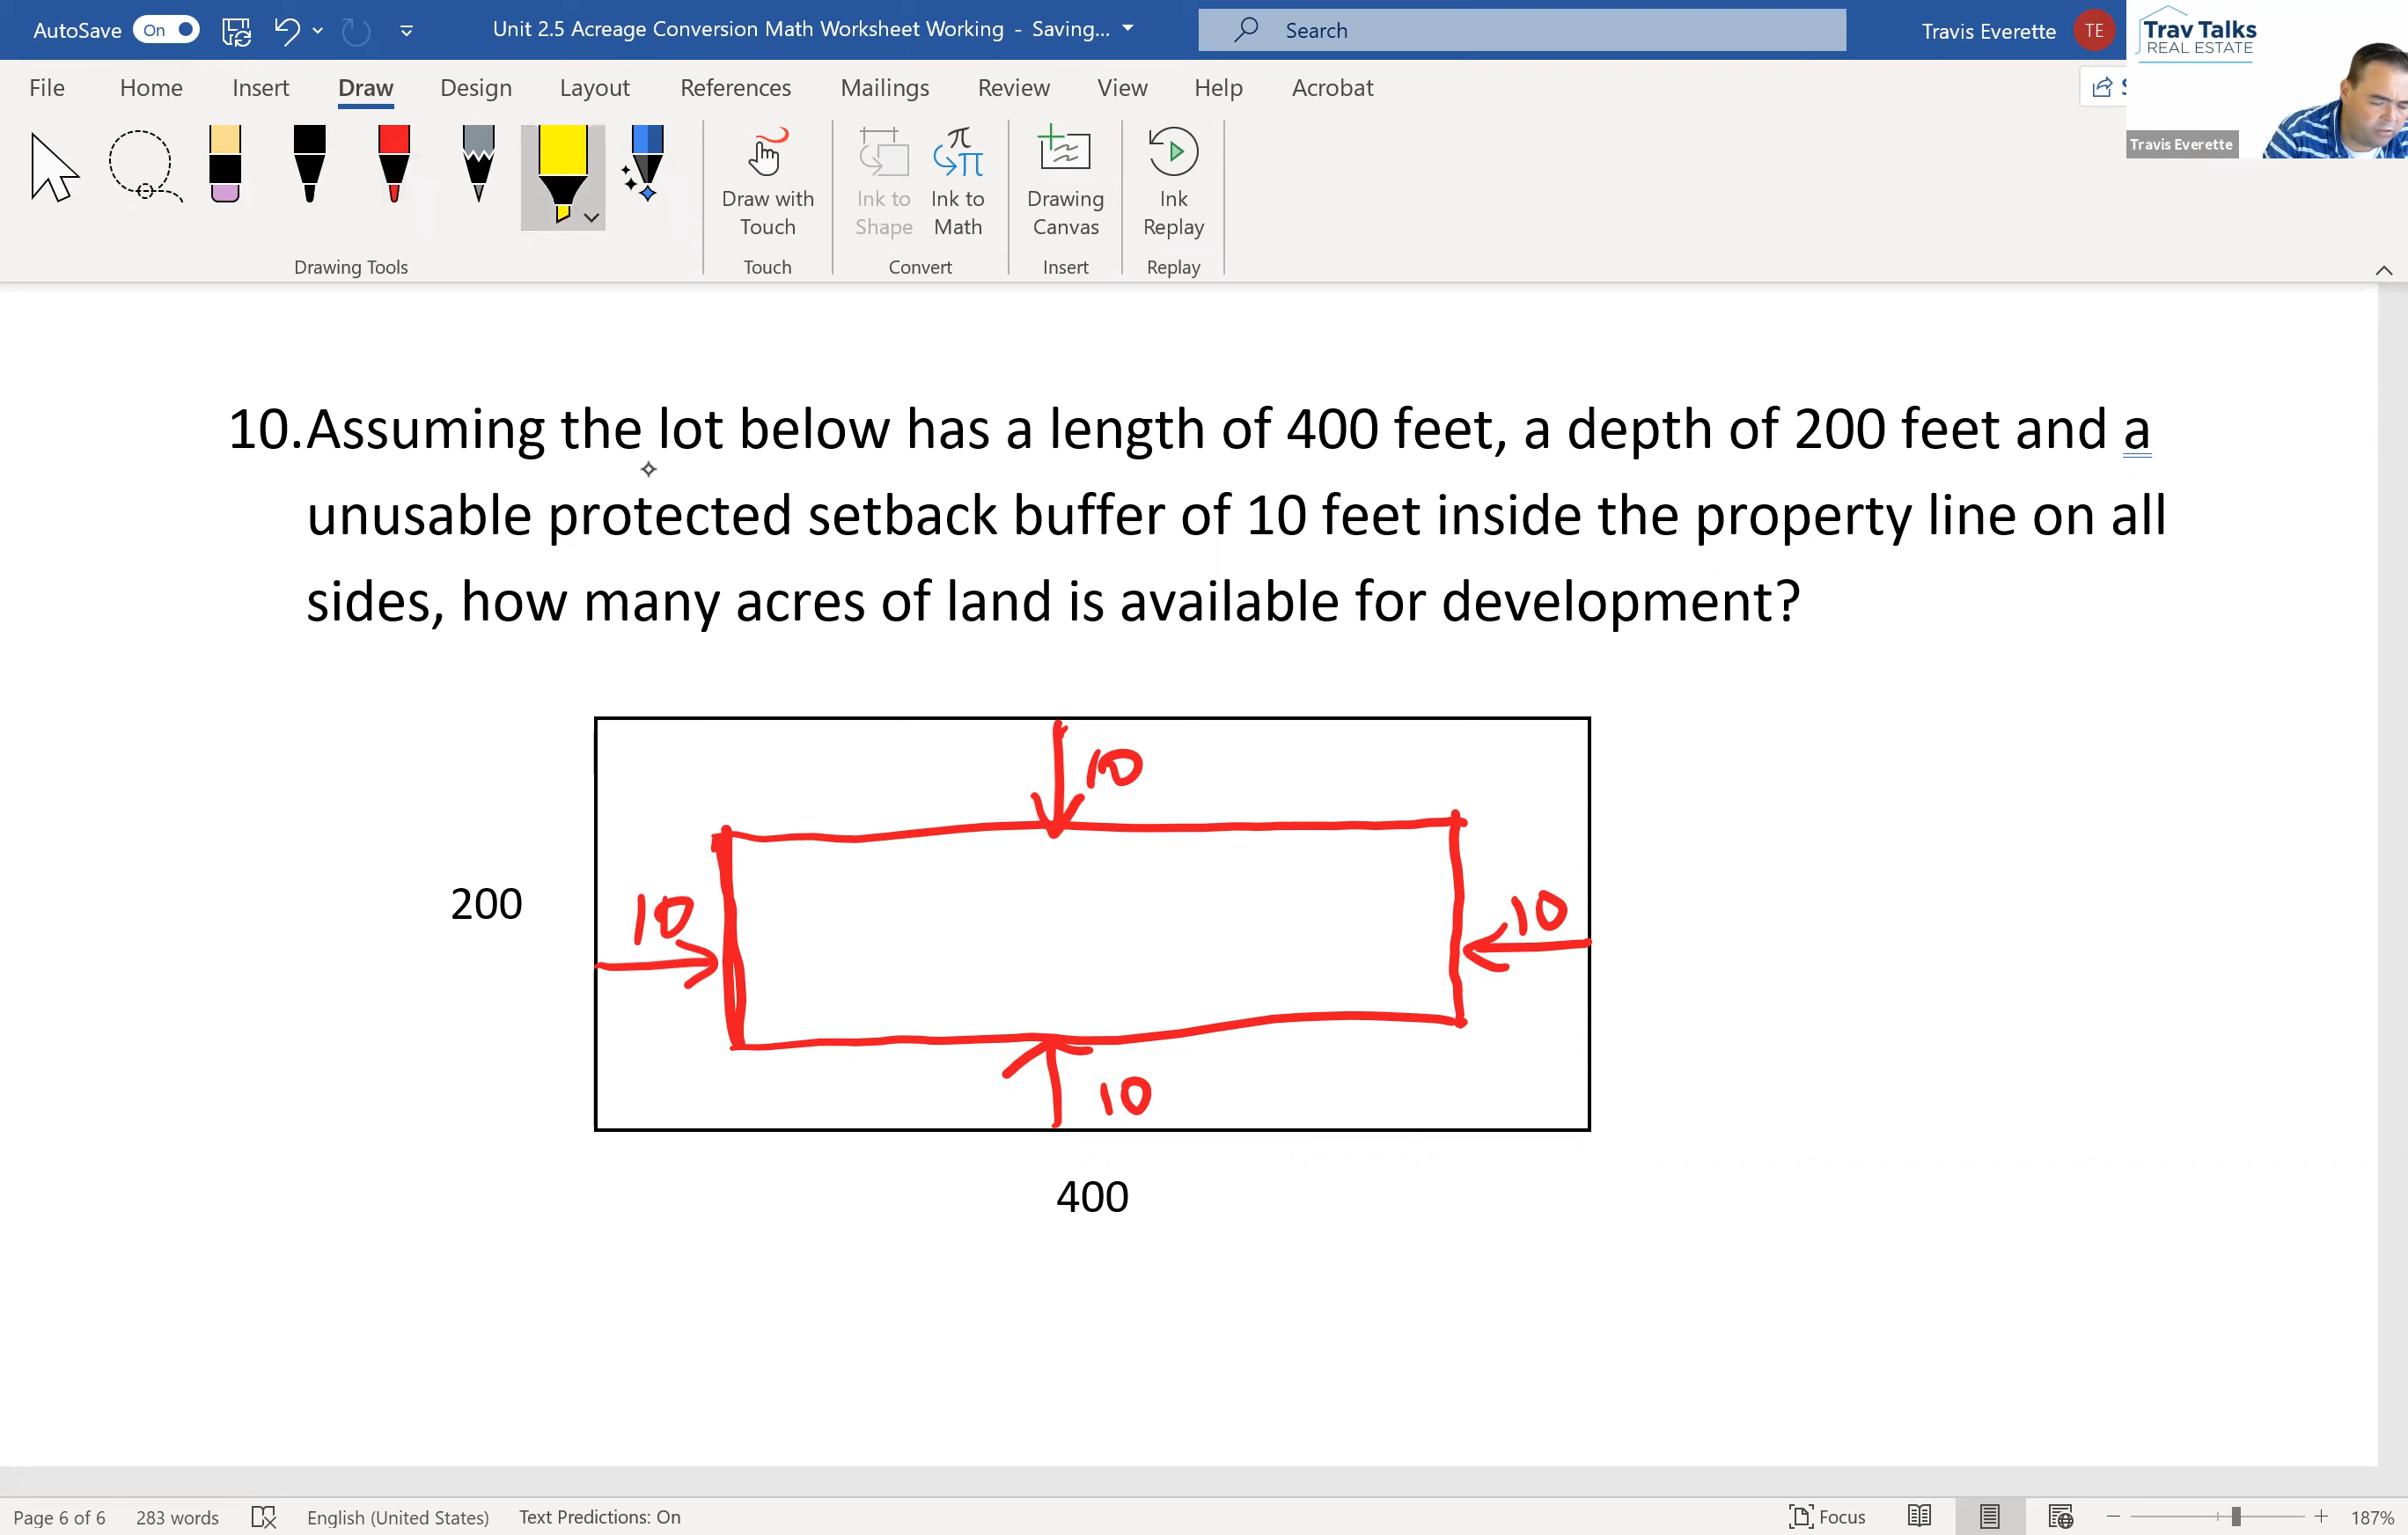 AutoSave On
Unit 2.5 Acreage Conversion Math Worksheet Working - Saving...
Search
Travis Everette TE
Trav Talks
REAL ESTATE
Travis Everette
File Home Insert Draw Design Layout References Mailings Review View Help Acrobat
Draw with Touch
Ink to Shape
Ink to Math
Drawing Canvas
Ink Replay
Drawing Tools Touch Convert Insert Replay
10.Assuming the lot below has a length of 400 feet, a depth of 200 feet and a
unusable protected setback buffer of 10 feet inside the property line on all
sides, how many acres of land is available for development?
10
200
10
10
10
400
Page 6 of 6 283 words English (United States) Text Predictions: On Focus 187%